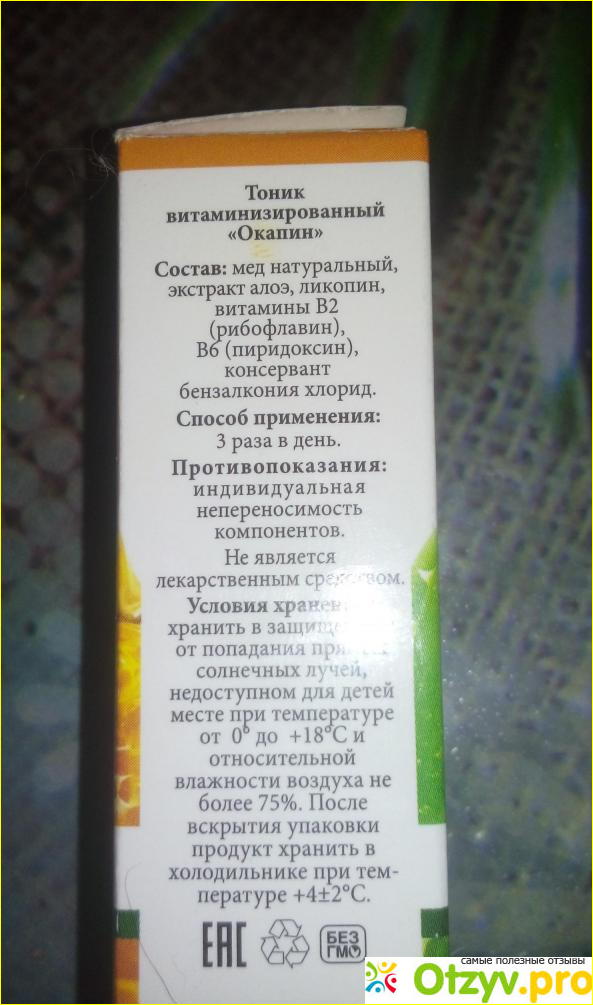 Тоник
витаминизированный
«Окапин»
Состав: мед натуральный,
экстракт алоэ, ликопин,
витамины В2
(рибофлавин),
В6 (пиридоксин),
консервант
бензалкония хлорид.
Способ применения:
3 раза в день.
Противопоказания:
индивидуальная
непереносимость
компонентов.
Не является
лекарственным средством.
Условия
хранить в
от попадания
солнечных лучей,
недоступном для детей
месте при температуре
от 0° до +18°С и
относительной
влажности воздуха не
более 75%. После
вскрытия упаковки
продукт хранить в
холодильнике при тем-
пературе +4±2°С.
ЕАС
БЕЗ
ГМО
самые полезные отзывы
Otzyv.pro